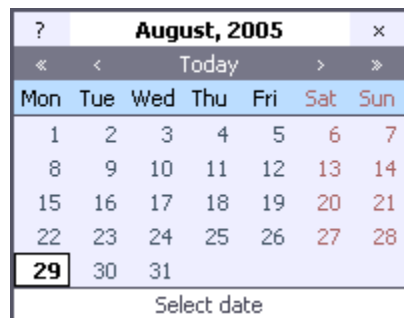 ? August, 2005 ×
« ‹ Today › »
Mon Tue Wed Thu Fri Sat Sun
1 2 3 4 5 6 7
8 9 10 11 12 13 14
15 16 17 18 19 20 21
22 23 24 25 26 27 28
29 30 31
Select date